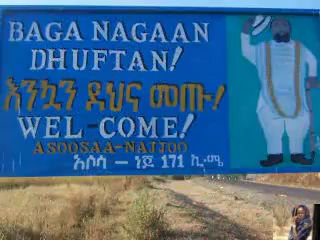 BAGA NAGAAN
DHUFTAN!
እንኳን ደህና መጡ!
WEL-COME!
ASOOSAA-NAJJOO
አሶሳ – ነጆ 171 ኪ.ሜ